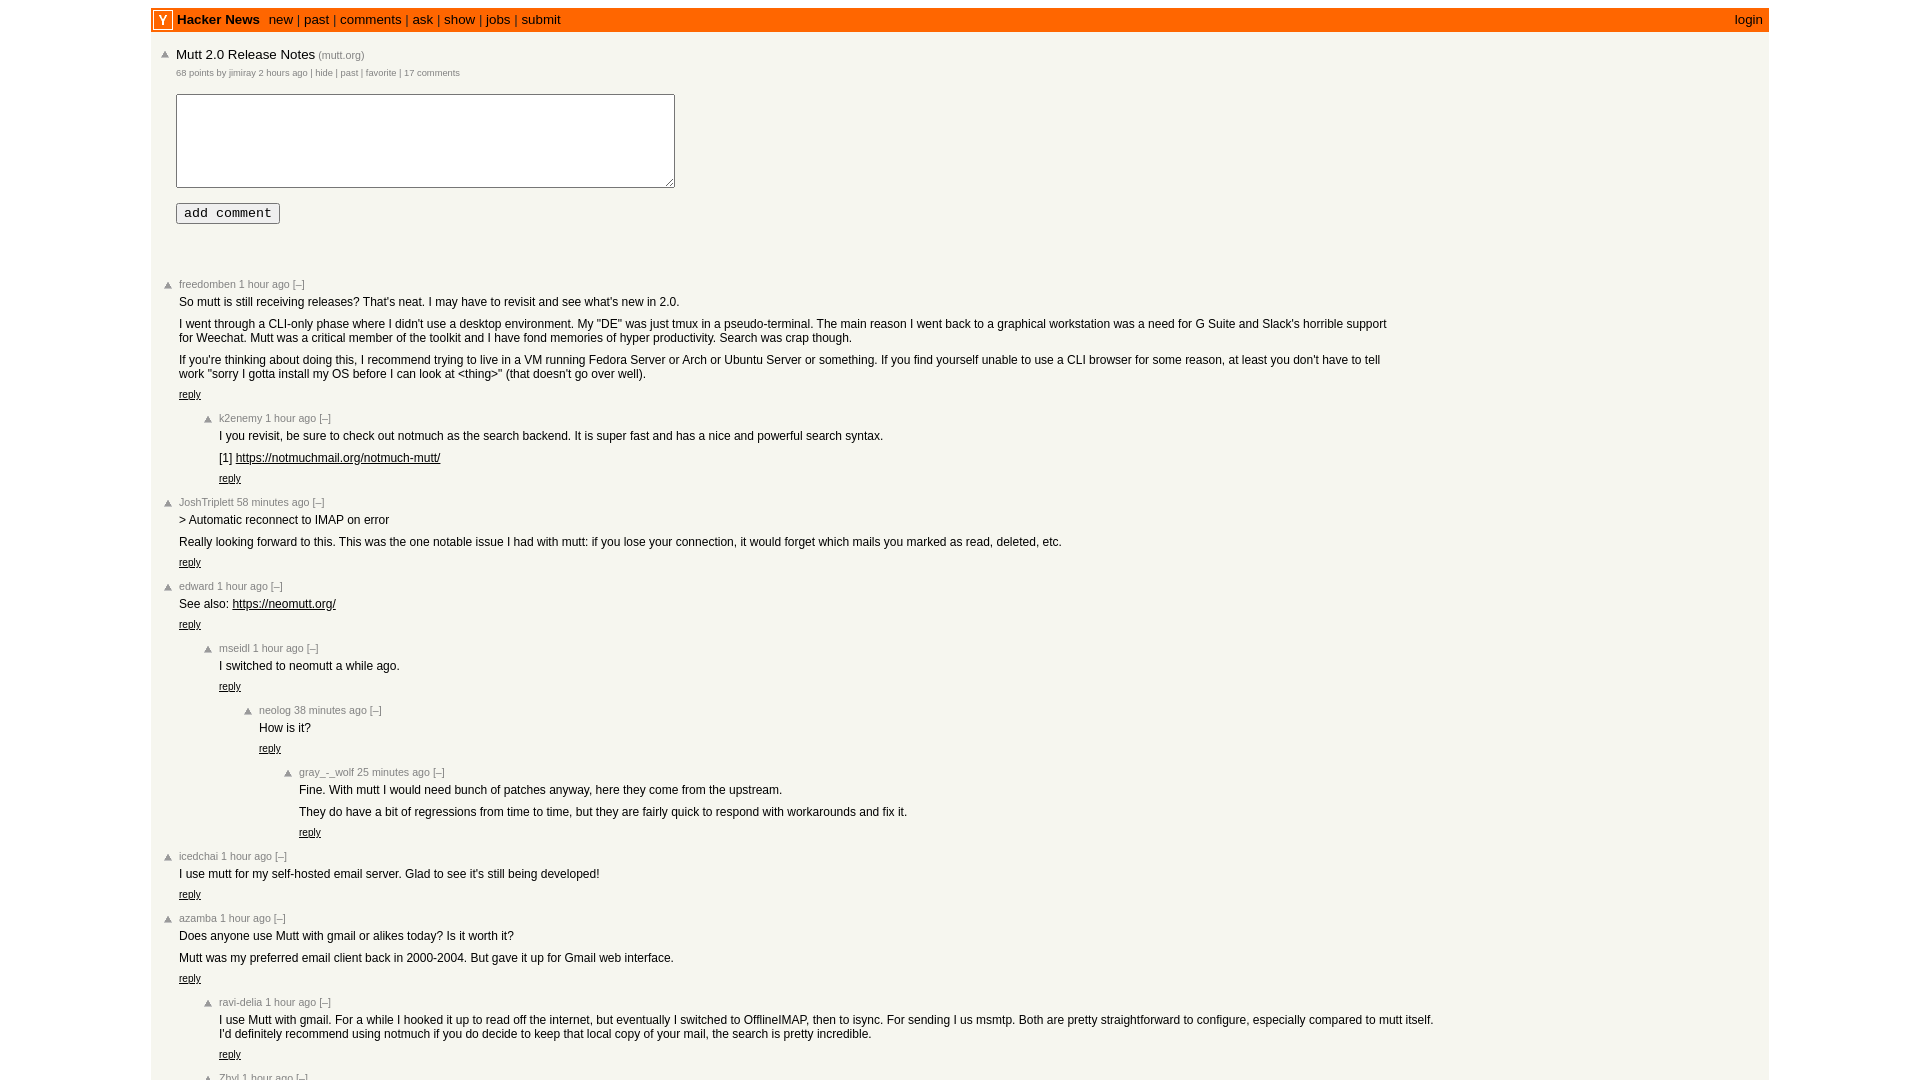 Y Hacker News new | past | comments | ask | show | jobs | submit login
Mutt 2.0 Release Notes (mutt.org)
68 points by jimiray 2 hours ago | hide | past | favorite | 17 comments
add comment
freedomben 1 hour ago [–]
So mutt is still receiving releases? That's neat. I may have to revisit and see what's new in 2.0.
I went through a CLI-only phase where I didn't use a desktop environment. My "DE" was just tmux in a pseudo-terminal. The main reason I went back to a graphical workstation was a need for G Suite and Slack's horrible support
for Weechat. Mutt was a critical member of the toolkit and I have fond memories of hyper productivity. Search was crap though.
If you're thinking about doing this, I recommend trying to live in a VM running Fedora Server or Arch or Ubuntu Server or something. If you find yourself unable to use a CLI browser for some reason, at least you don't have to tell
work "sorry I gotta install my OS before I can look at <thing>" (that doesn't go over well).
reply
k2enemy 1 hour ago [–]
I you revisit, be sure to check out notmuch as the search backend. It is super fast and has a nice and powerful search syntax.
[1] https://notmuchmail.org/notmuch-mutt/
reply
JoshTriplett 58 minutes ago [–]
> Automatic reconnect to IMAP on error
Really looking forward to this. This was the one notable issue I had with mutt: if you lose your connection, it would forget which mails you marked as read, deleted, etc.
reply
edward 1 hour ago [–]
See also: https://neomutt.org/
reply
mseidl 1 hour ago [–]
I switched to neomutt a while ago.
reply
neolog 38 minutes ago [–]
How is it?
reply
gray_-_wolf 25 minutes ago [–]
Fine. With mutt I would need bunch of patches anyway, here they come from the upstream.
They do have a bit of regressions from time to time, but they are fairly quick to respond with workarounds and fix it.
reply
icedchai 1 hour ago [–]
I use mutt for my self-hosted email server. Glad to see it's still being developed!
reply
azamba 1 hour ago [–]
Does anyone use Mutt with gmail or alikes today? Is it worth it?
Mutt was my preferred email client back in 2000-2004. But gave it up for Gmail web interface.
reply
ravi-delia 1 hour ago [–]
I use Mutt with gmail. For a while I hooked it up to read off the internet, but eventually I switched to OfflineIMAP, then to isync. For sending I us msmtp. Both are pretty straightforward to configure, especially compared to mutt itself.
I'd definitely recommend using notmuch if you do decide to keep that local copy of your mail, the search is pretty incredible.
reply
Zhyl 1 hour ago [–]